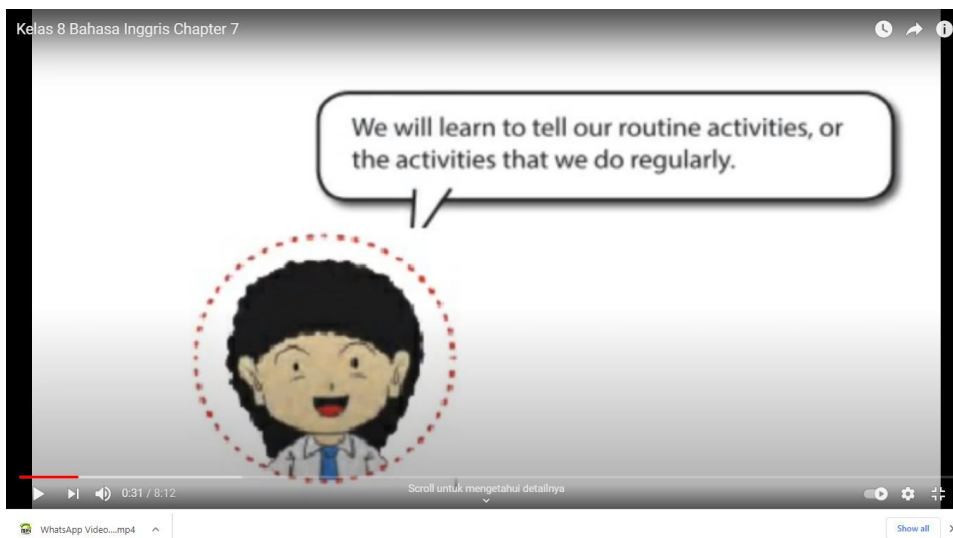 Kelas 8 Bahasa Inggris Chapter 7
We will learn to tell our routine activities, or
the activities that we do regularly.
0:31 / 8:12
Scroll untuk mengetahui detailnya
WhatsApp Video....mp4
Show all